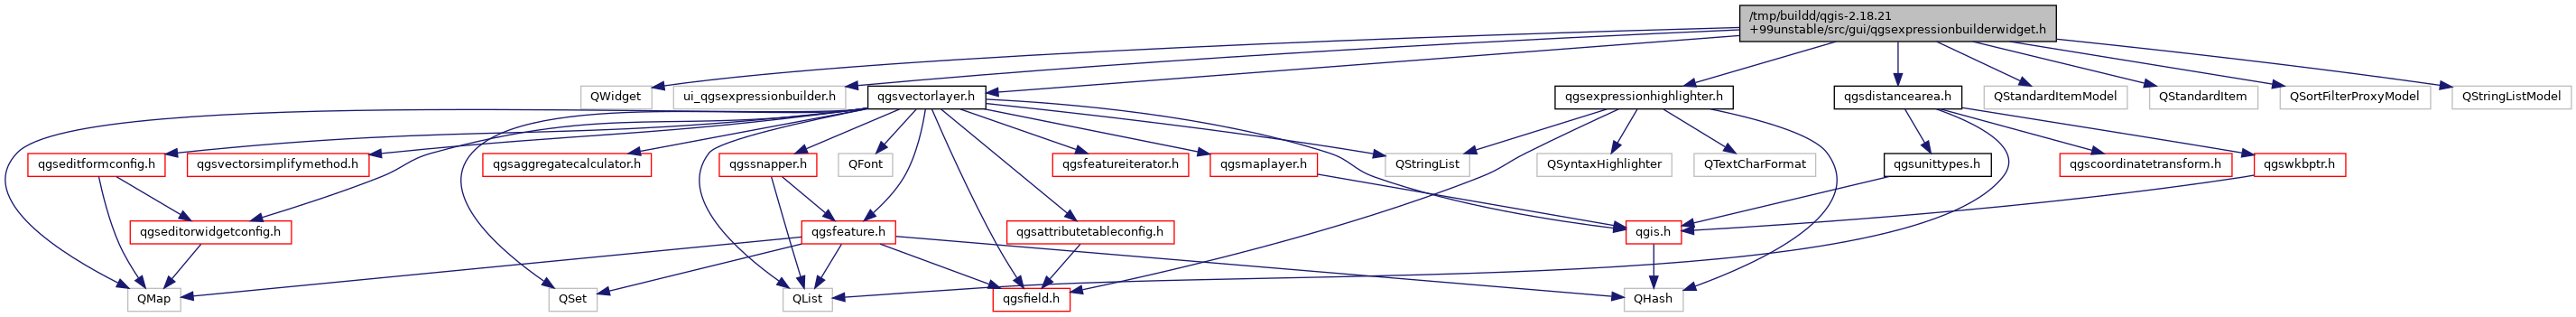 /tmp/buildd/qgis-2.18.21
+99unstable/src/gui/qgsexpressionbuilderwidget.h
QWidget
ui_qgsexpressionbuilder.h
qgsvectorlayer.h
qgsexpressionhighlighter.h
qgsdistancearea.h
QStandardItemModel
QStandardItem
QSortFilterProxyModel
QStringListModel
qgseditformconfig.h
qgsvectorsimplifymethod.h
qgsaggregatecalculator.h
qgssnapper.h
QFont
qgsfeatureiterator.h
qgsmaplayer.h
QStringList
QSyntaxHighlighter
QTextCharFormat
qgsunittypes.h
qgscoordinatetransform.h
qgswkbptr.h
qgseditorwidgetconfig.h
qgsfeature.h
qgsattributetableconfig.h
qgis.h
QMap
QSet
QList
qgsfield.h
QHash